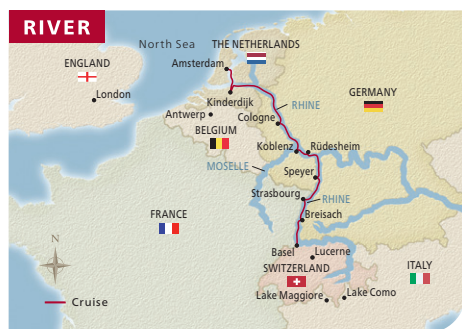 RIVER
North Sea
THE NETHERLANDS
Amsterdam
ENGLAND
London
Kinderdijk
GERMANY
RHINE
Antwerp
Cologne
BELGIUM
Koblenz
Rüdesheim
MOSELLE
Speyer
Strasbourg
RHINE
FRANCE
Breisach
N
Basel
Lucerne
SWITZERLAND
ITALY
Cruise
Lake Maggiore
Lake Como